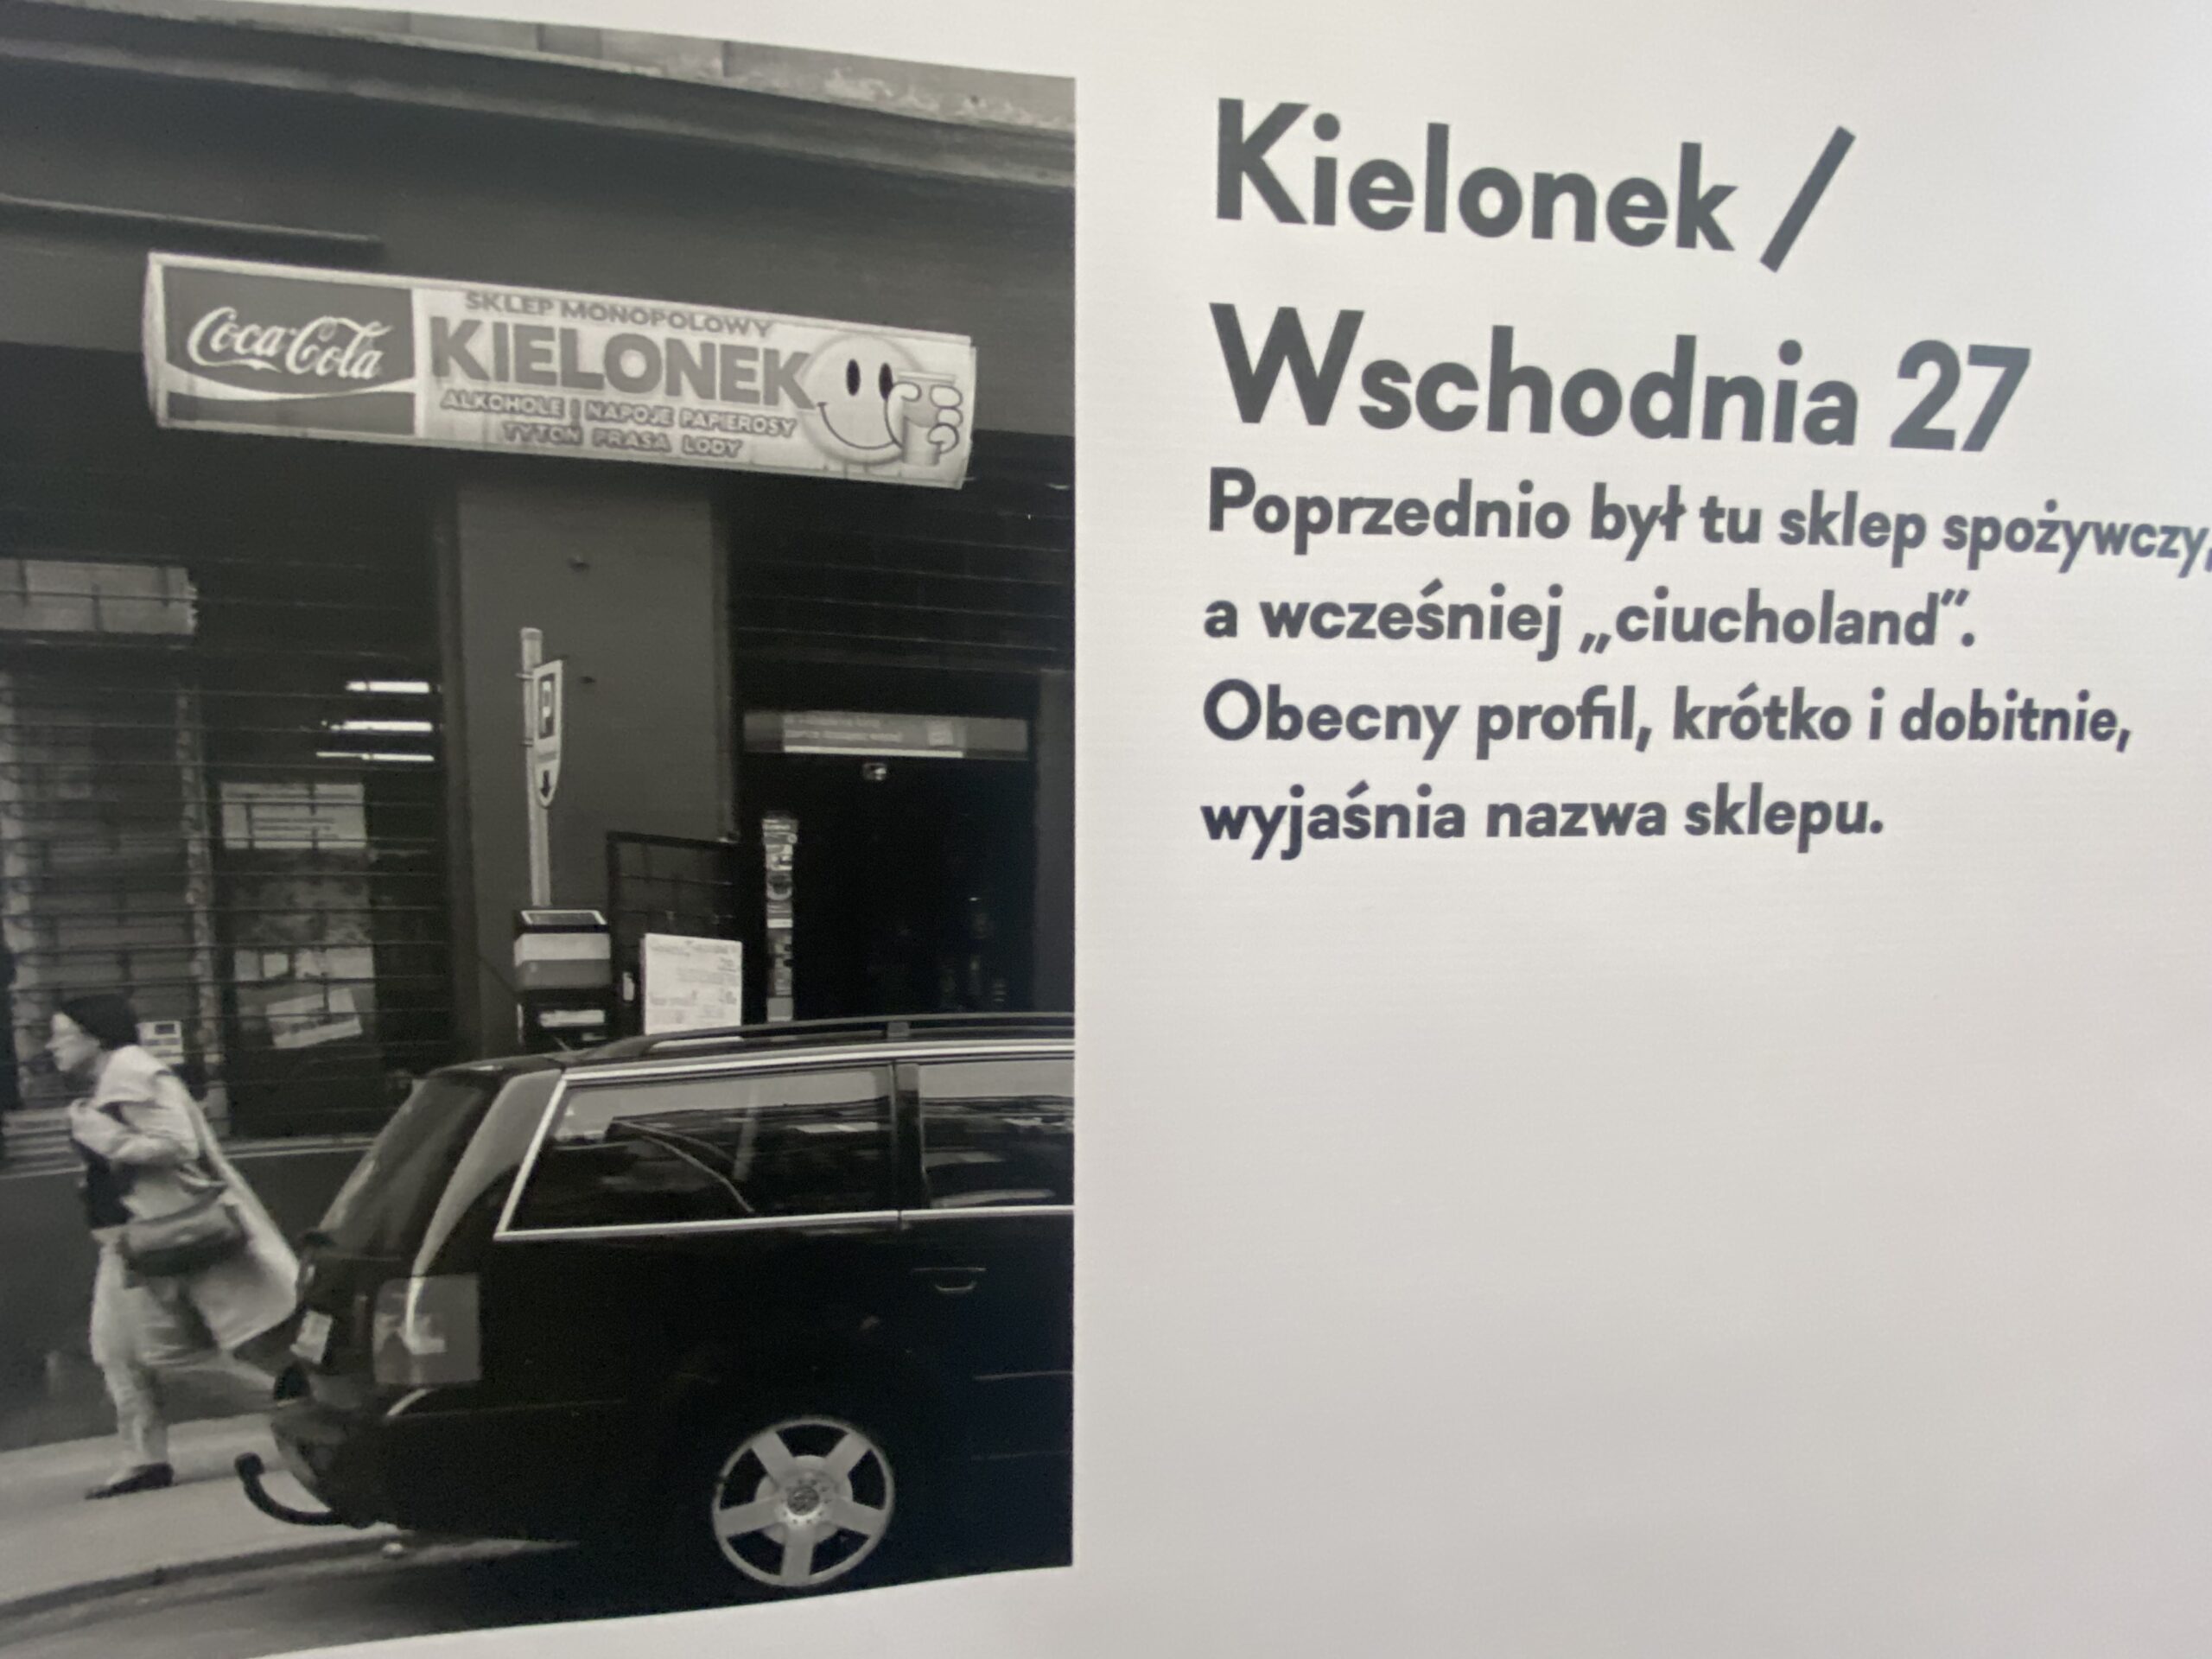 Coca-Cola
SKLEP MONOPOLOWY
KIELONEK
ALKOHOLE NAPOJE PAPIEROSY
TYTOŃ PRASA LODY
P
Kielonek /
Wschodnia 27
Poprzednio był tu sklep spożywczy,
a wcześniej „ciucholand”.
Obecny profil, krótko i dobitnie,
wyjaśnia nazwa sklepu.